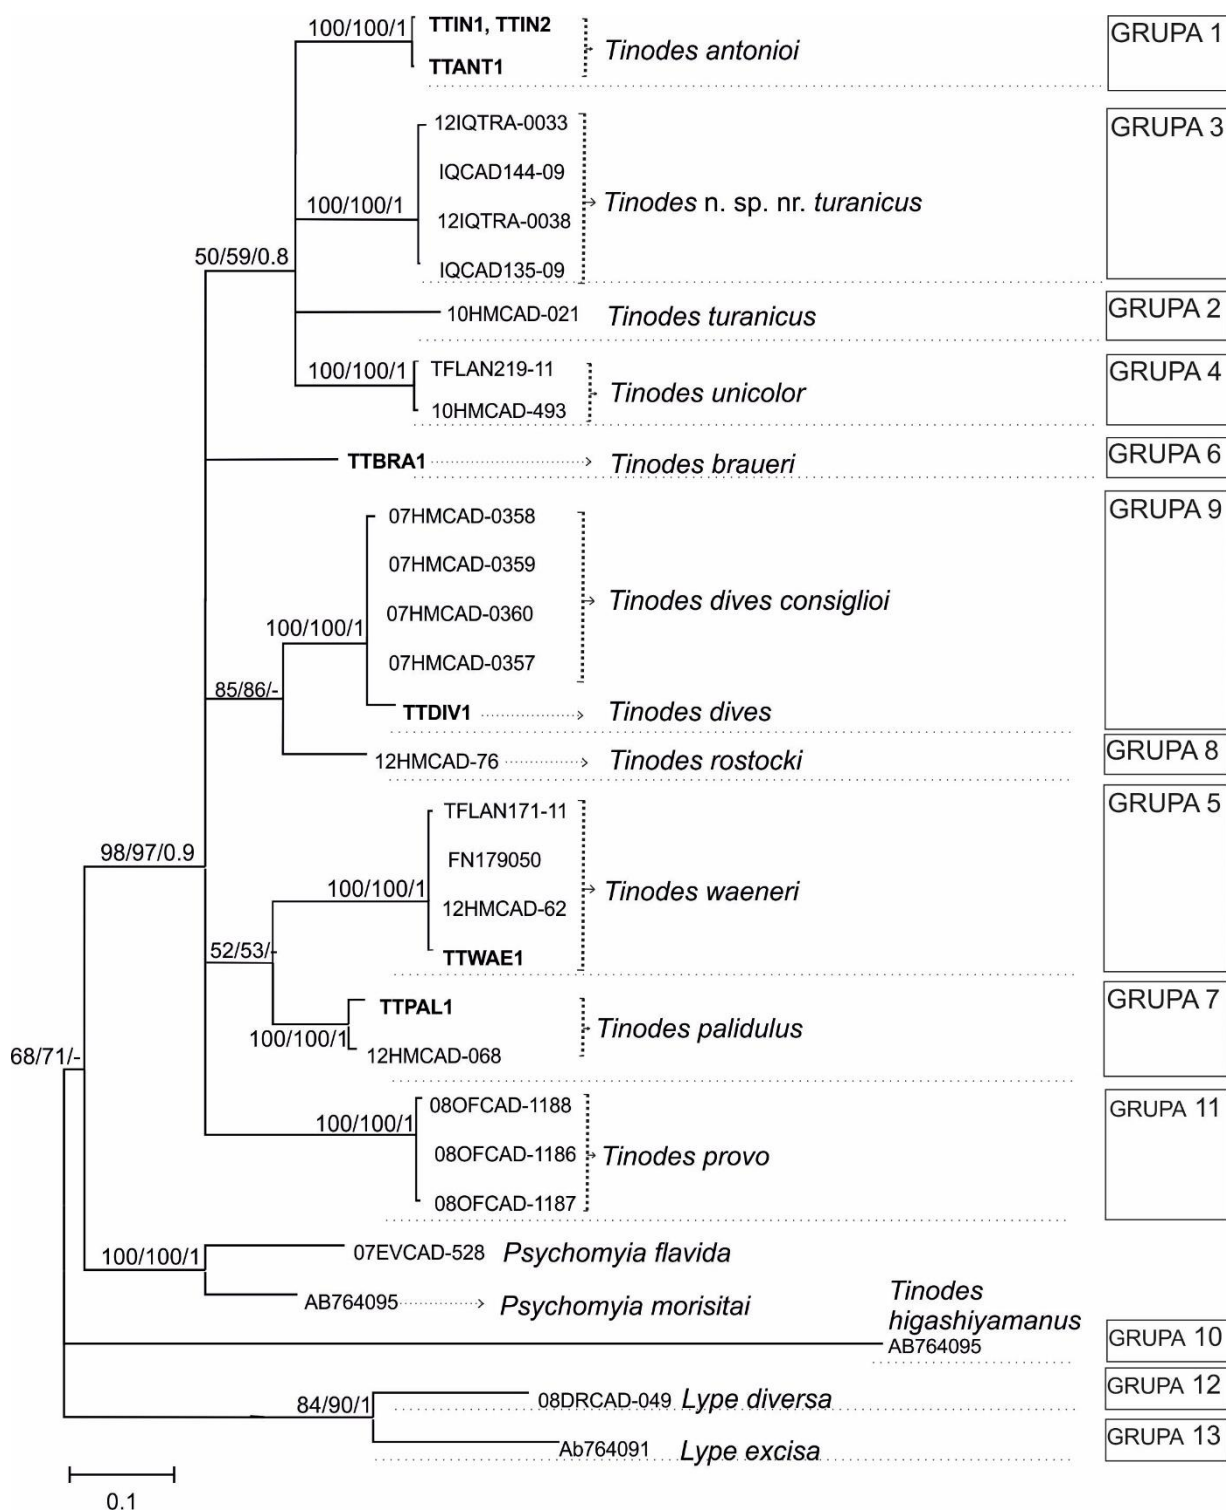 100/100/1
TTIN1, TTIN2
TTANT1
Tinodes antonioi
GRUPA 1
100/100/1
12IQTRA-0033
IQCAD144-09
12IQTRA-0038
IQCAD135-09
Tinodes n. sp. nr. turanicus
GRUPA 3
50/59/0.8
10HMCAD-021
Tinodes turanicus
GRUPA 2
100/100/1
TFLAN219-11
10HMCAD-493
Tinodes unicolor
GRUPA 4
TTBRA1
Tinodes braueri
GRUPA 6
07HMCAD-0358
07HMCAD-0359
07HMCAD-0360
07HMCAD-0357
Tinodes dives consiglioi
GRUPA 9
100/100/1
85/86/-
TTDIV1
Tinodes dives
12HMCAD-76
Tinodes rostocki
GRUPA 8
98/97/0.9
100/100/1
TFLAN171-11
FN179050
12HMCAD-62
TTWAE1
Tinodes waeneri
GRUPA 5
52/53/-
100/100/1
TTPAL1
12HMCAD-068
Tinodes palidulus
GRUPA 7
68/71/-
100/100/1
08OFCAD-1188
08OFCAD-1186
08OFCAD-1187
Tinodes provo
GRUPA 11
100/100/1
07EVCAD-528
Psychomyia flavida
AB764095
Psychomyia morisitai
Tinodes
higashiyamanus
AB764095
GRUPA 10
84/90/1
08DRCAD-049
Lype diversa
GRUPA 12
Ab764091
Lype excisa
GRUPA 13
0.1